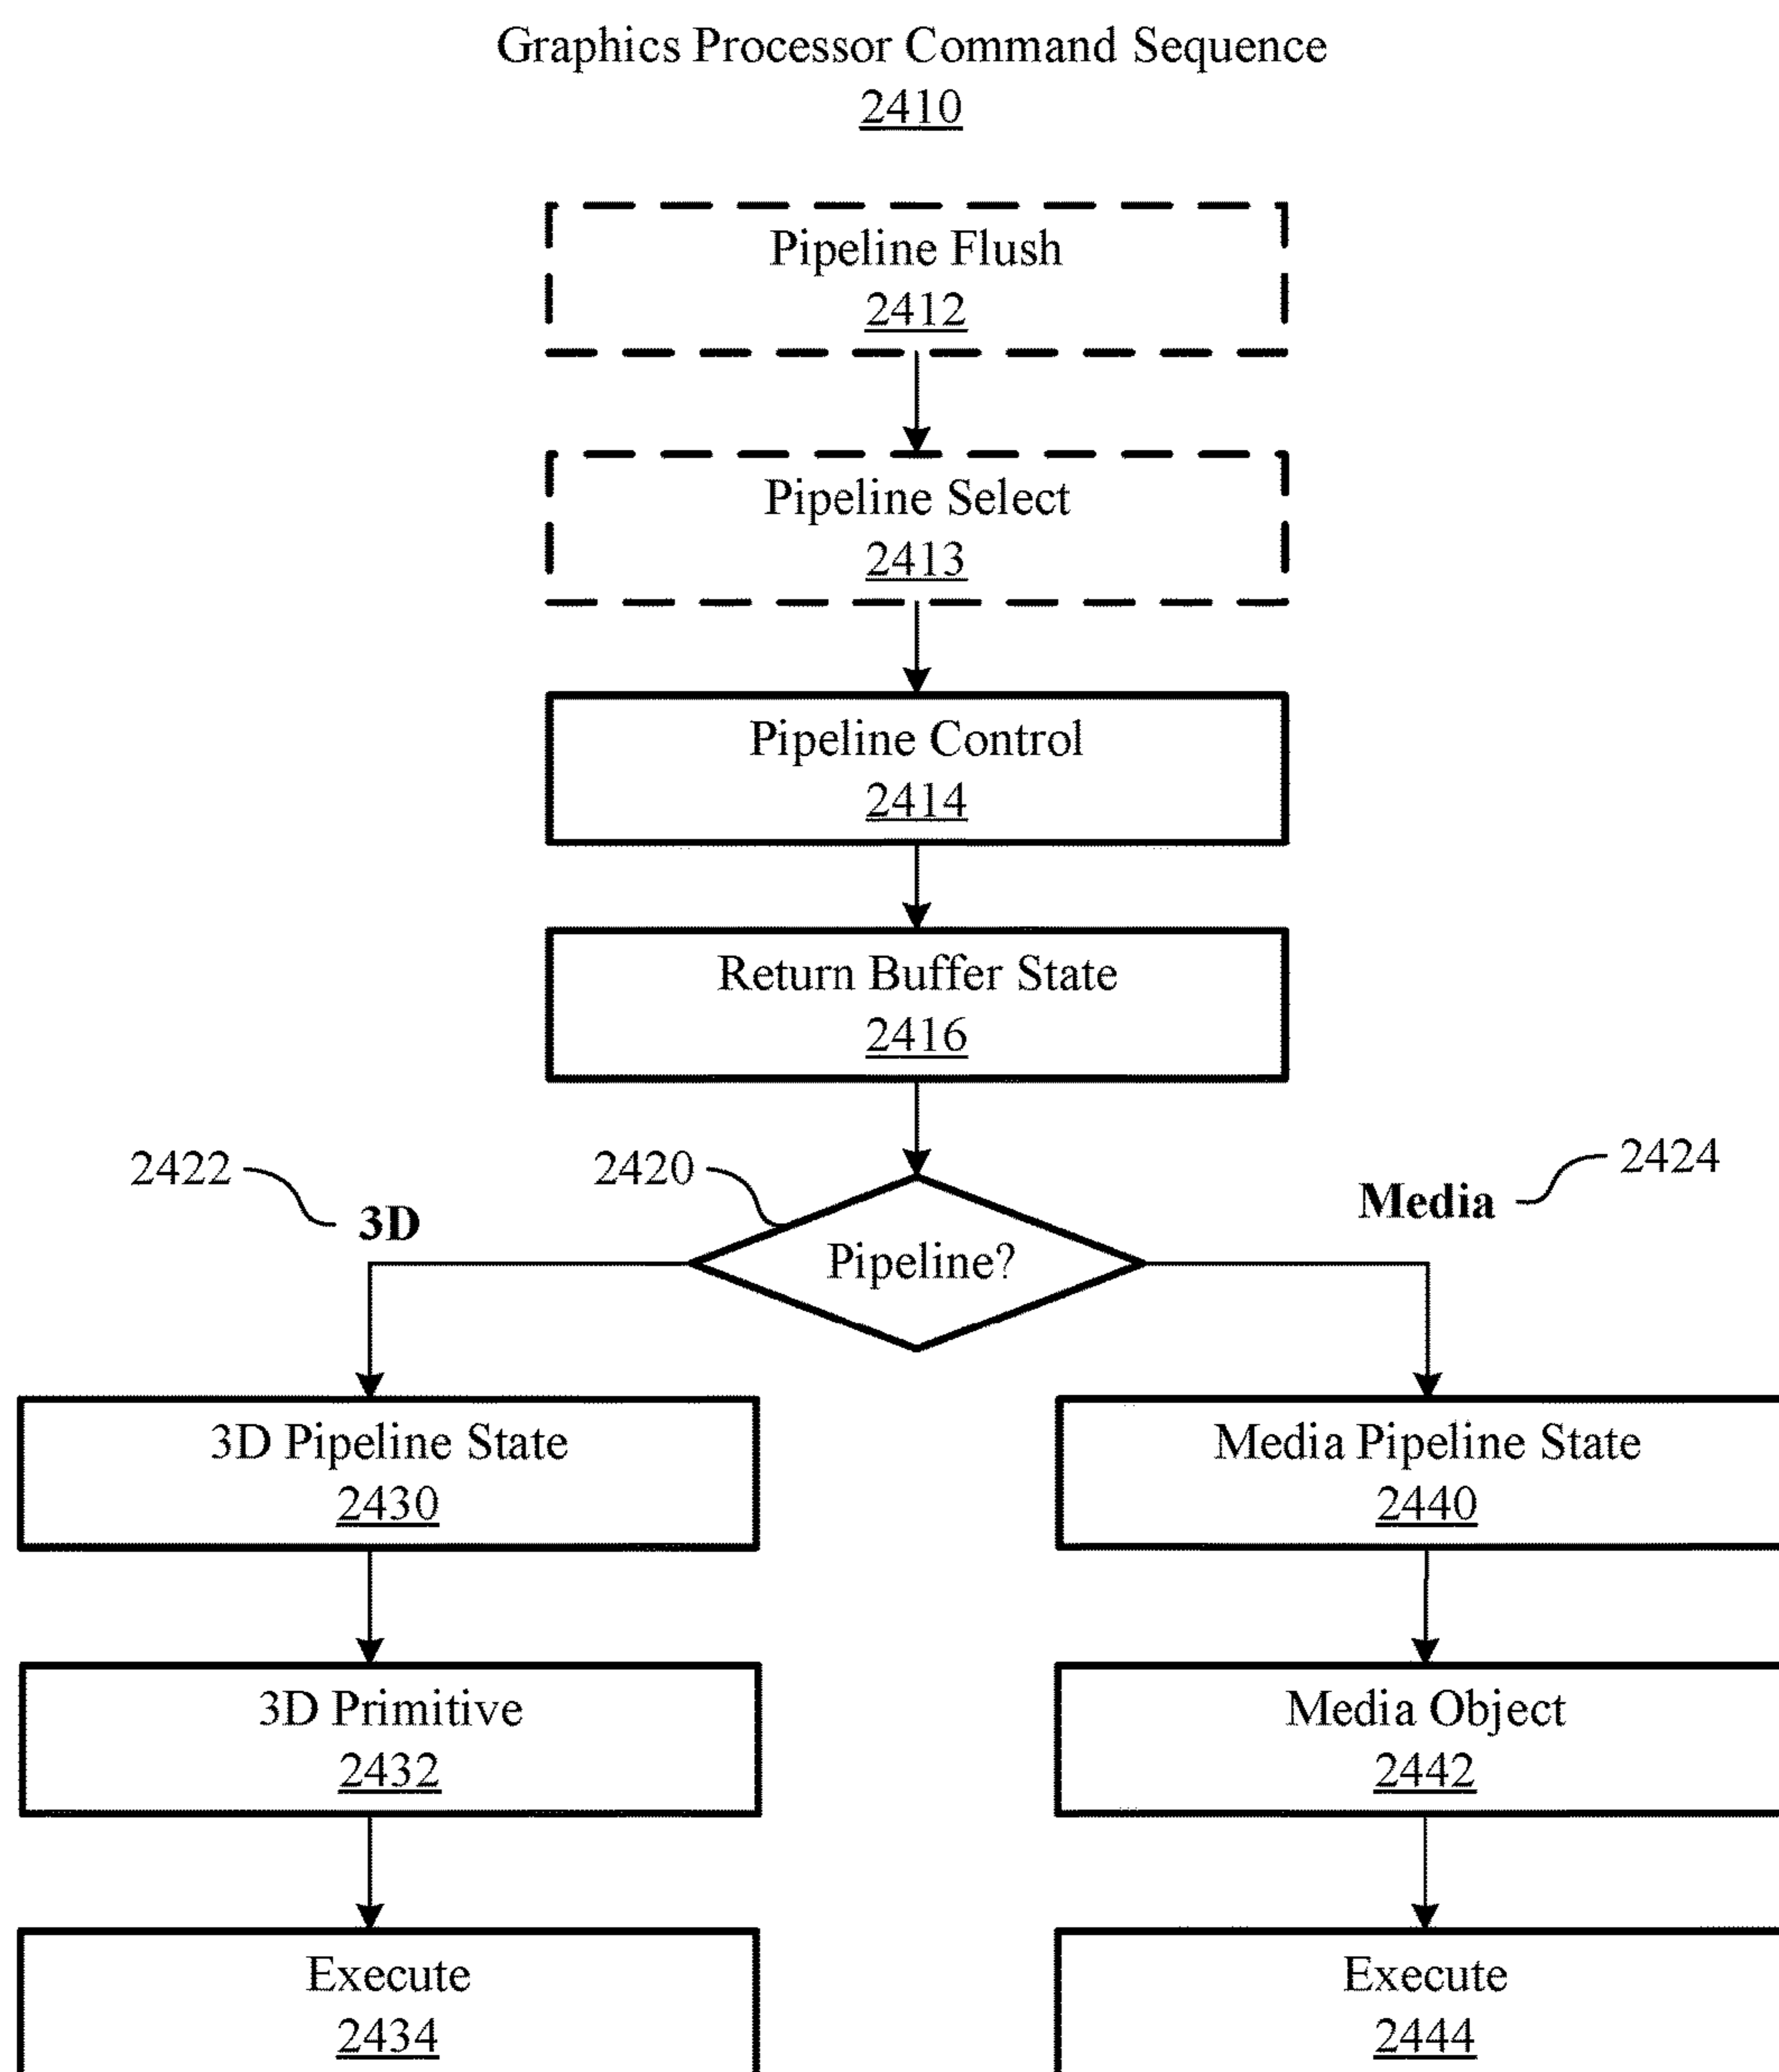 Graphics Processor Command Sequence
2410
Pipeline Flush
2412
Pipeline Select
2413
Pipeline Control
2414
Return Buffer State
2416
2422
2420
2424
3D
Media
Pipeline?
3D Pipeline State
2430
Media Pipeline State
2440
3D Primitive
2432
Media Object
2442
Execute
2434
Execute
2444